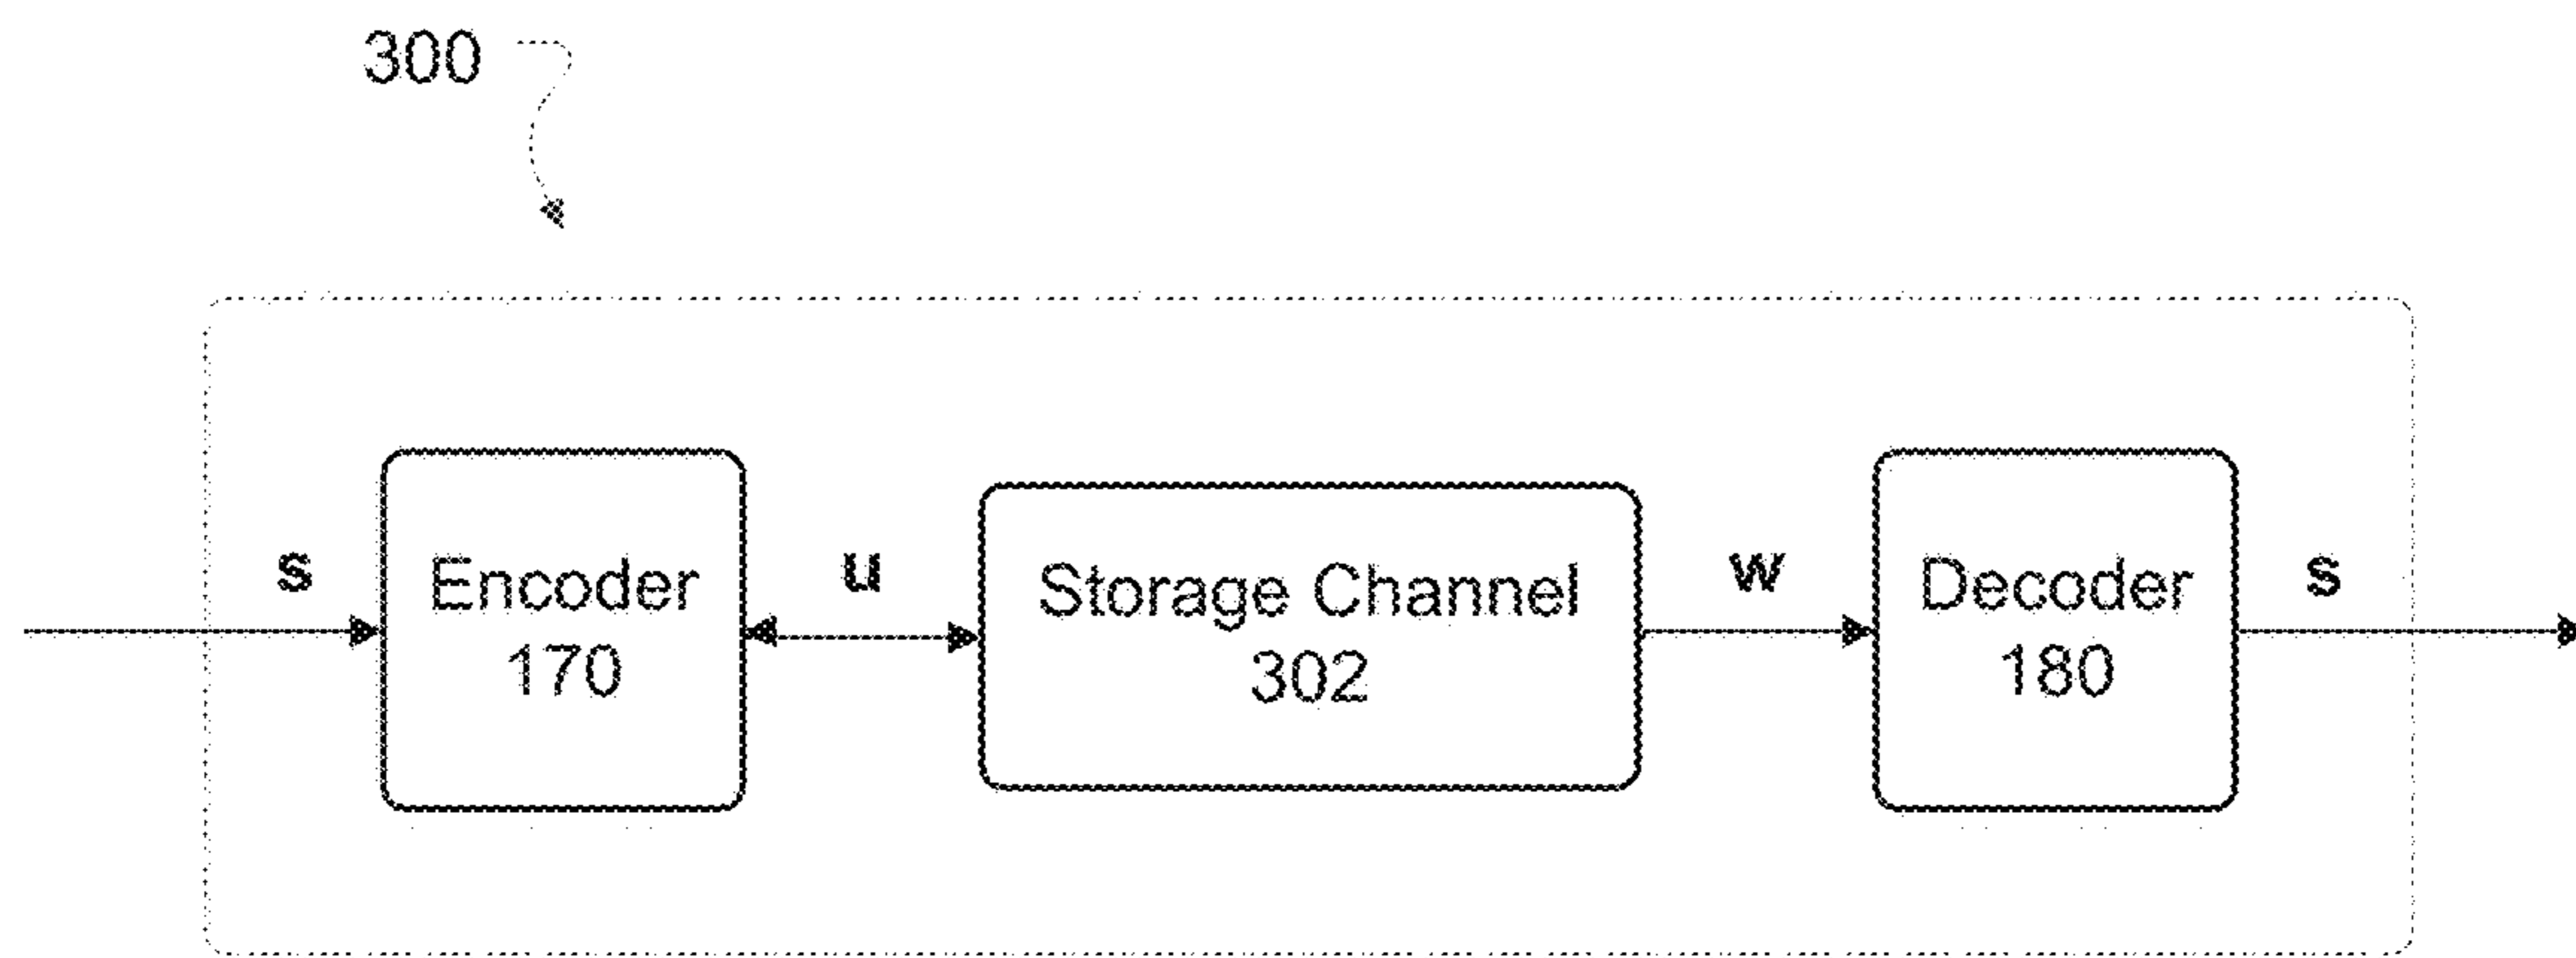 300
s
Encoder
170
u
Storage Channel
302
w
Decoder
180
s